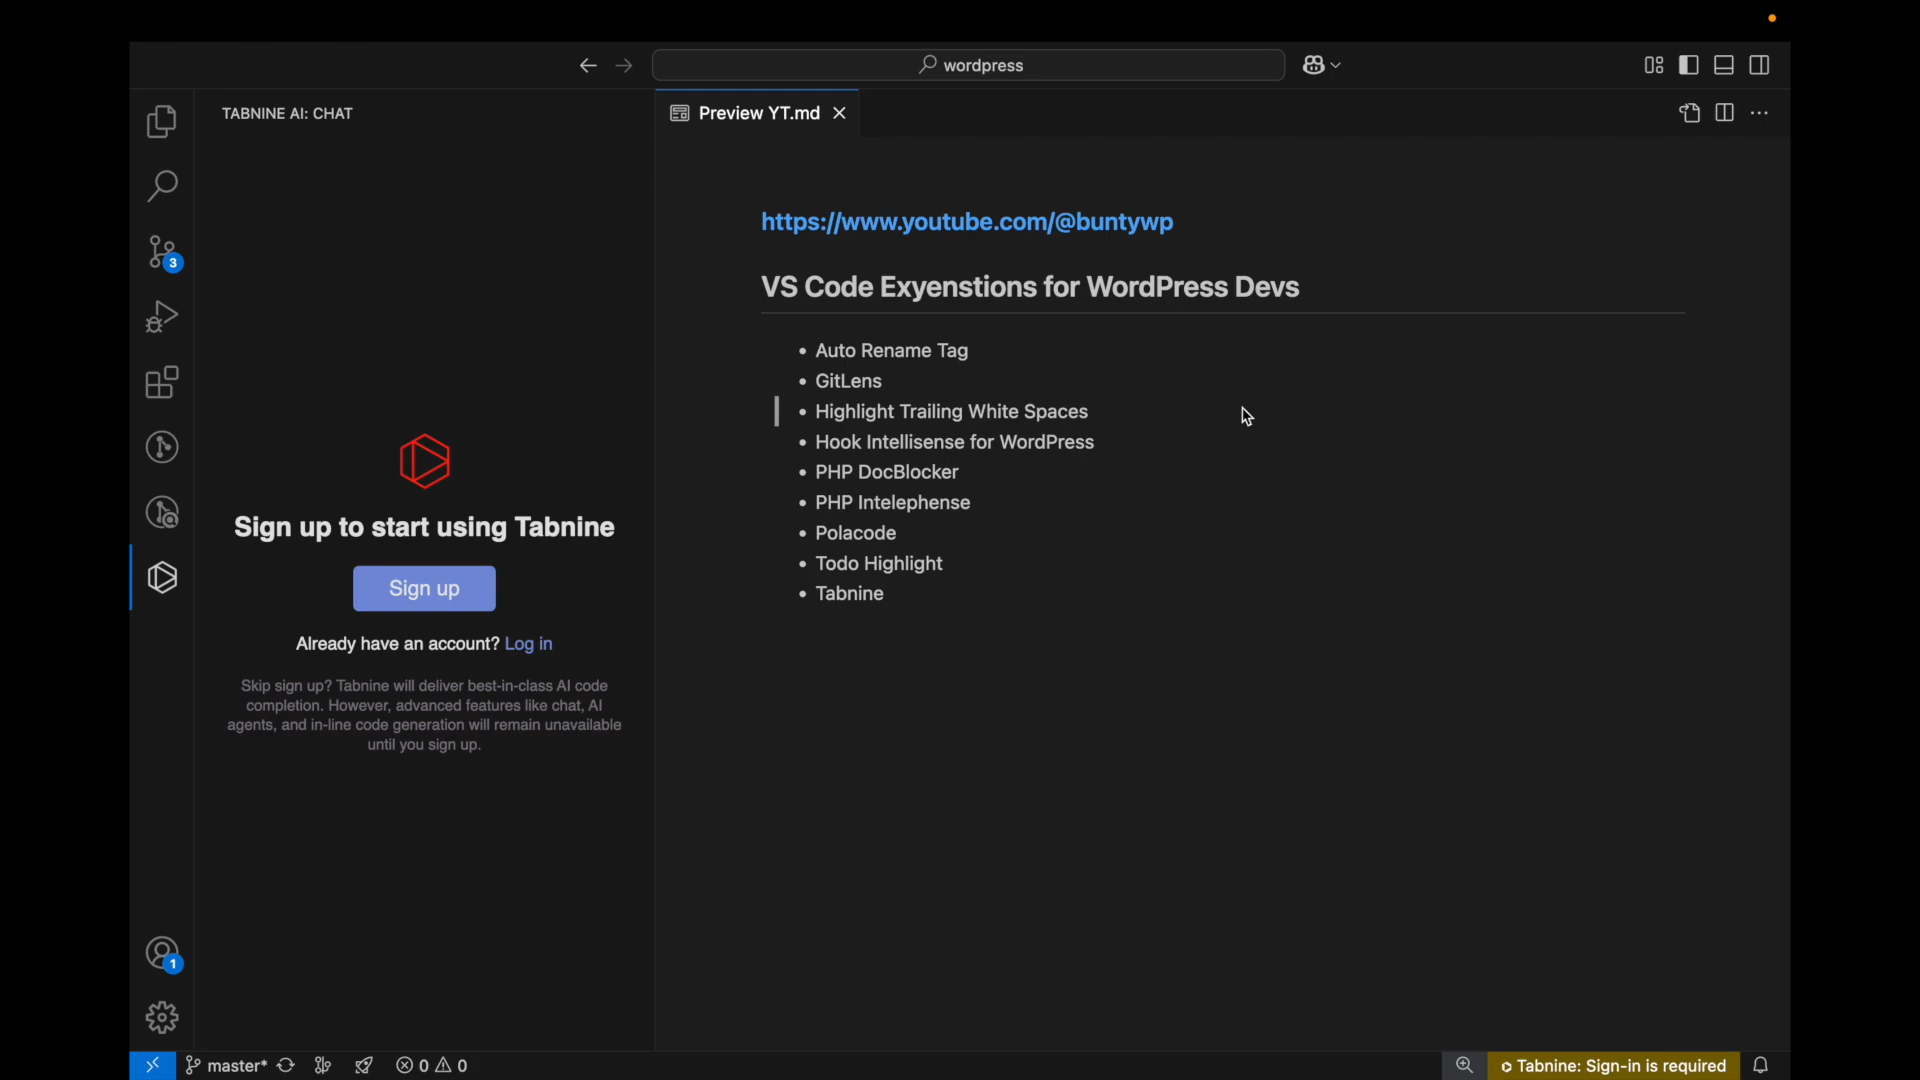 wordpress
TABNINE AI: CHAT
Preview YT.md
https://www.youtube.com/@buntywp
VS Code Exyenstions for WordPress Devs
• Auto Rename Tag
• GitLens
• Highlight Trailing White Spaces
• Hook Intellisense for WordPress
• PHP DocBlocker
• PHP Intelephense
• Polacode
• Todo Highlight
• Tabnine
3
Sign up to start using Tabnine
Sign up
Already have an account? Log in
Skip sign up? Tabnine will deliver best-in-class AI code
completion. However, advanced features like chat, AI
agents, and in-line code generation will remain unavailable
until you sign up.
1
master* 0 0
Tabnine: Sign-in is required